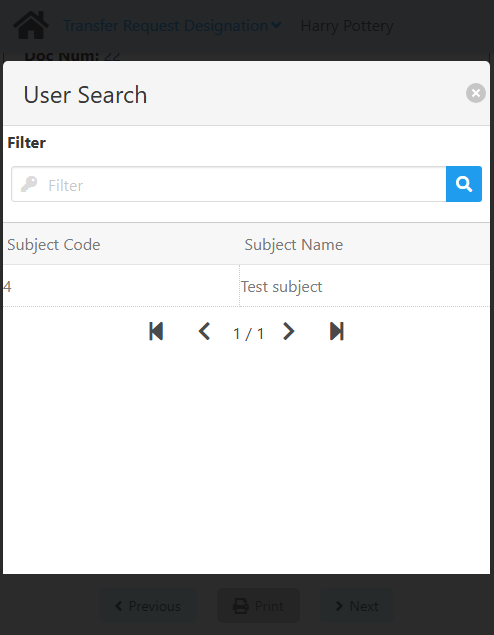 Transfer Request Designation Harry Pottery
Doc Num: 22
User Search
Filter
Filter
Subject Code Subject Name
4 Test subject
1 / 1
Previous Print Next